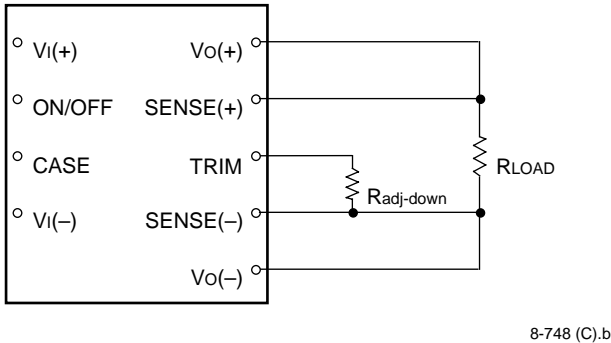 VI(+)
VO(+)
ON/OFF
SENSE(+)
CASE
TRIM
RLOAD
Radj-down
VI(–)
SENSE(–)
VO(–)
8-748 (C).b